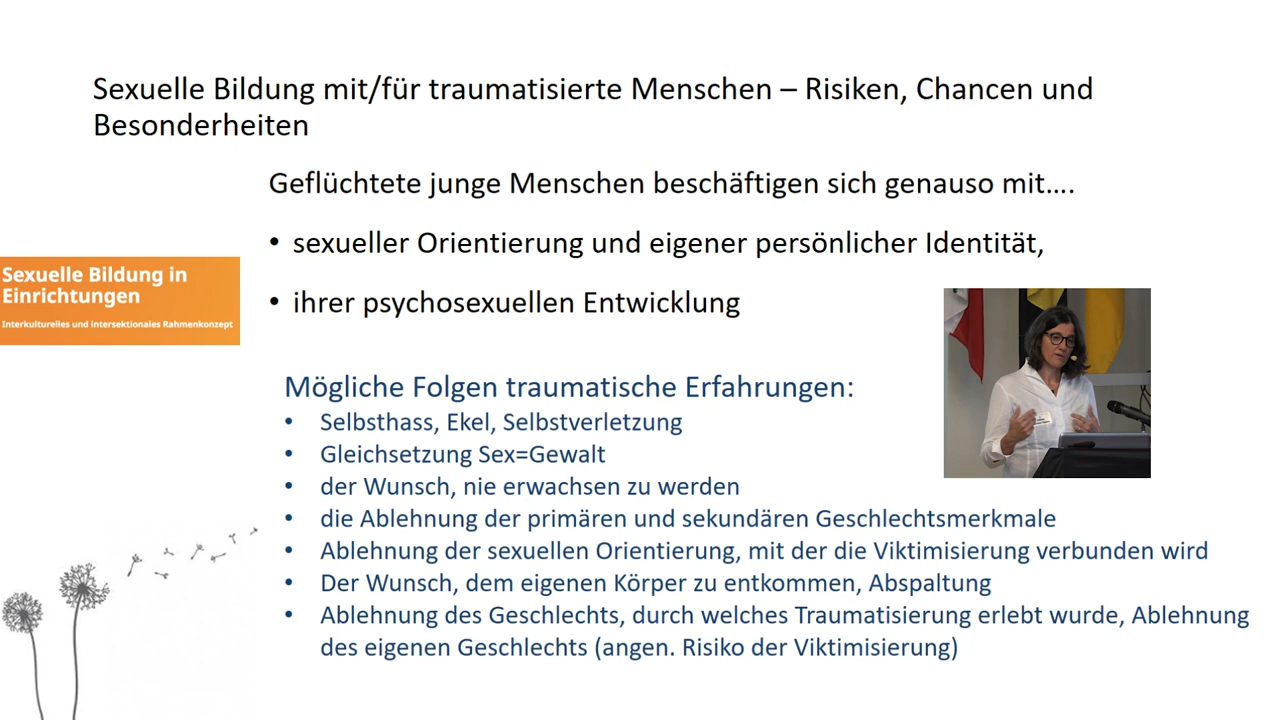 Sexuelle Bildung mit/für traumatisierte Menschen – Risiken, Chancen und
Besonderheiten
Geflüchtete junge Menschen beschäftigen sich genauso mit....
• sexueller Orientierung und eigener persönlicher Identität,
Sexuelle Bildung in
Einrichtungen
Interkulturelles und intersektionales Rahmenkonzept
• ihrer psychosexuellen Entwicklung
Mögliche Folgen traumatische Erfahrungen:
• Selbsthass, Ekel, Selbstverletzung
• Gleichsetzung Sex=Gewalt
• der Wunsch, nie erwachsen zu werden
• die Ablehnung der primären und sekundären Geschlechtsmerkmale
• Ablehnung der sexuellen Orientierung, mit der die Viktimisierung verbunden wird
• Der Wunsch, dem eigenen Körper zu entkommen, Abspaltung
• Ablehnung des Geschlechts, durch welches Traumatisierung erlebt wurde, Ablehnung
des eigenen Geschlechts (angen. Risiko der Viktimisierung)